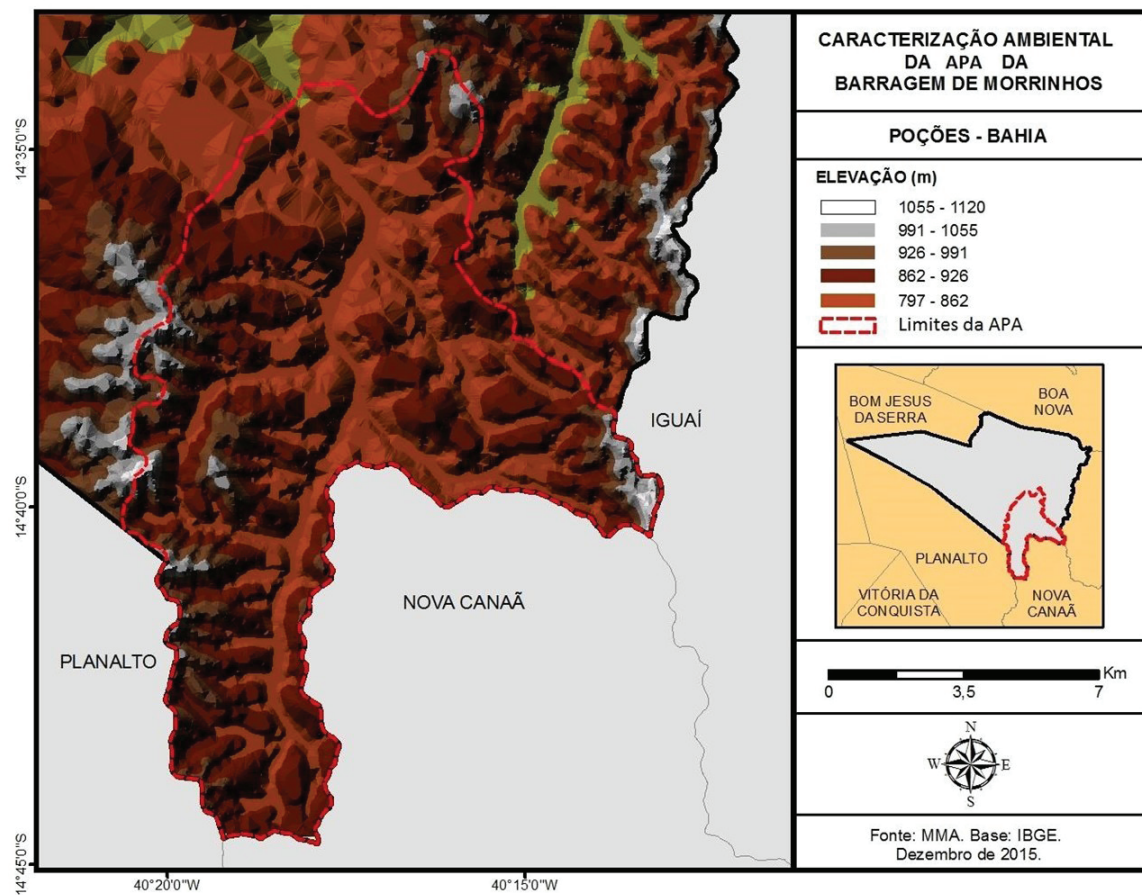 CARACTERIZAÇÃO AMBIENTAL
DA APA DA
BARRAGEM DE MORRINHOS
POÇÕES - BAHIA
ELEVAÇÃO (m)
1055 - 1120
991 - 1055
926 - 991
862 - 926
797 - 862
Limites da APA
BOM JESUS
DA SERRA
BOA
NOVA
PLANALTO
VITÓRIA DA
CONQUISTA
NOVA
CANAÃ
0 3,5 7 Km
N
W E
S
Fonte: MMA. Base: IBGE.
Dezembro de 2015.
14°35'0"S
14°40'0"S
14°45'0"S
40°20'0"W
40°15'0"W
IGUAÍ
NOVA CANAÃ
PLANALTO